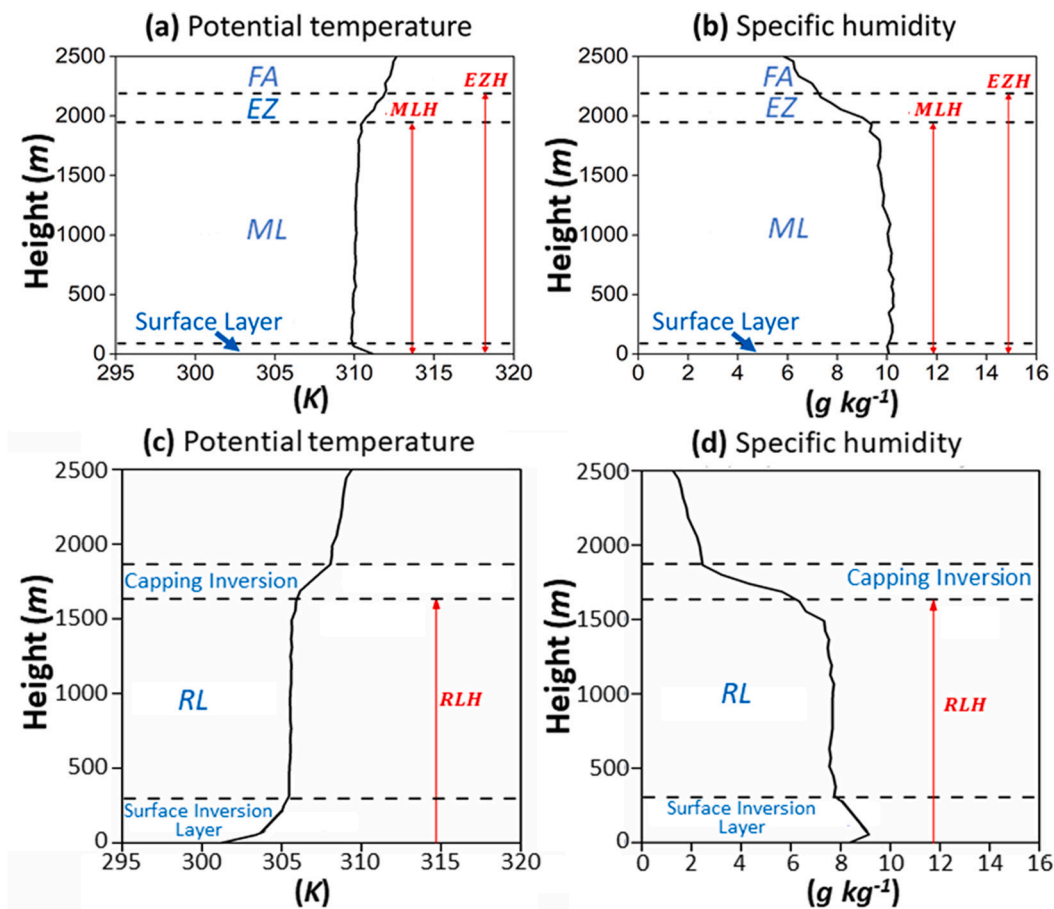 (a) Potential temperature
Height (m)
2500
2000
1500
1000
500
0
FA
EZ
ML
Surface Layer
MLH
EZH
295 300 305 310 315 320
(K)
(b) Specific humidity
Height (m)
2500
2000
1500
1000
500
0
FA
EZ
ML
Surface Layer
MLH
EZH
0 2 4 6 8 10 12 14 16
(g kg-1)
(c) Potential temperature
Height (m)
2500
2000
1500
1000
500
0
Capping Inversion
RL
RLH
Surface Inversion
Layer
295 300 305 310 315 320
(K)
(d) Specific humidity
Height (m)
2500
2000
1500
1000
500
0
Capping Inversion
RL
RLH
Surface Inversion
Layer
0 2 4 6 8 10 12 14 16
(g kg-1)